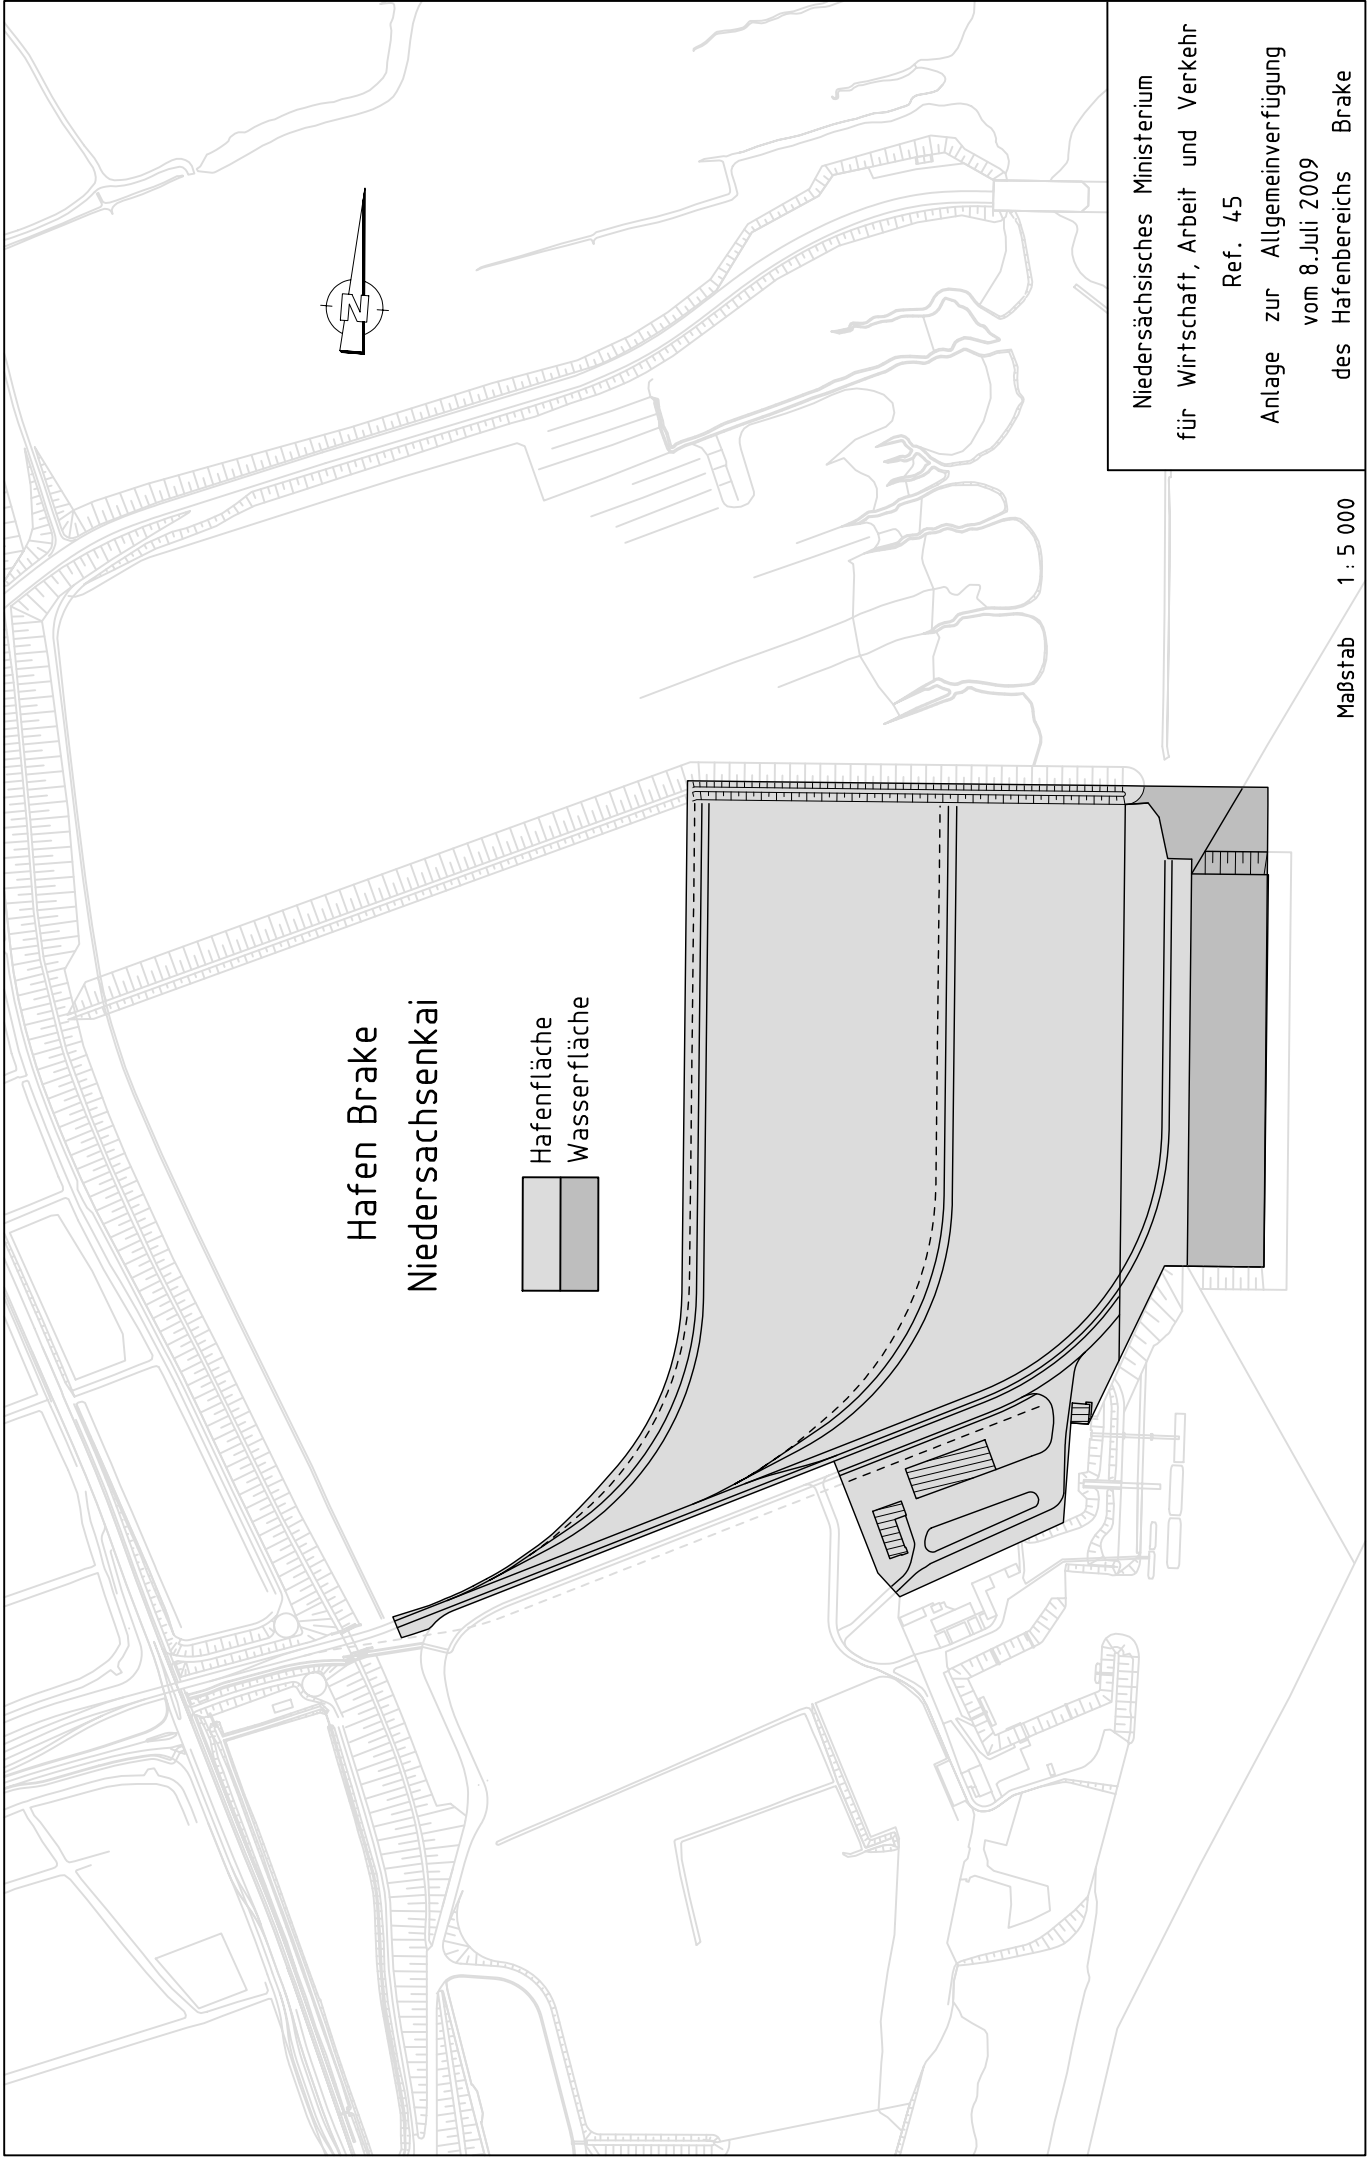 Hafen Brake
Niedersachsenkai
Hafenfläche
Wasserfläche
N
Niedersächsisches Ministerium
für Wirtschaft, Arbeit und Verkehr
Ref. 45
Anlage zur Allgemeinverfügung
vom 8.Juli 2009
des Hafenbereichs Brake
Maßstab 1 : 5 000